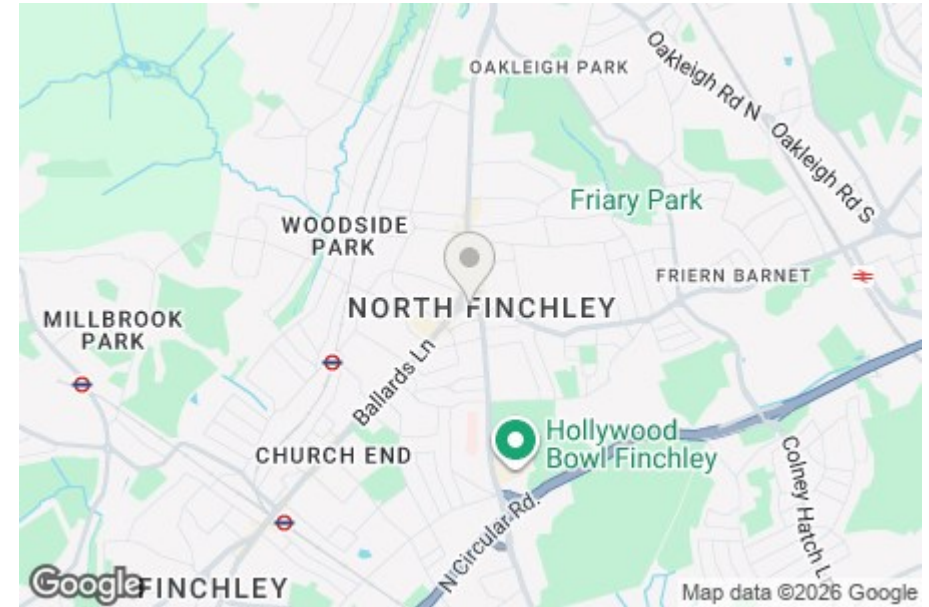 OAKLEIGH PARK
Oakleigh Rd N
Oakleigh Rd S
Friary Park
WOODSIDE
PARK
FRIERN BARNET
NORTH FINCHLEY
MILLBROOK
PARK
Ballards Ln
Hollywood
Bowl Finchley
CHURCH END
Colney Hatch L
N Circular Rd.
Google
FINCHLEY
Map data ©2026 Google